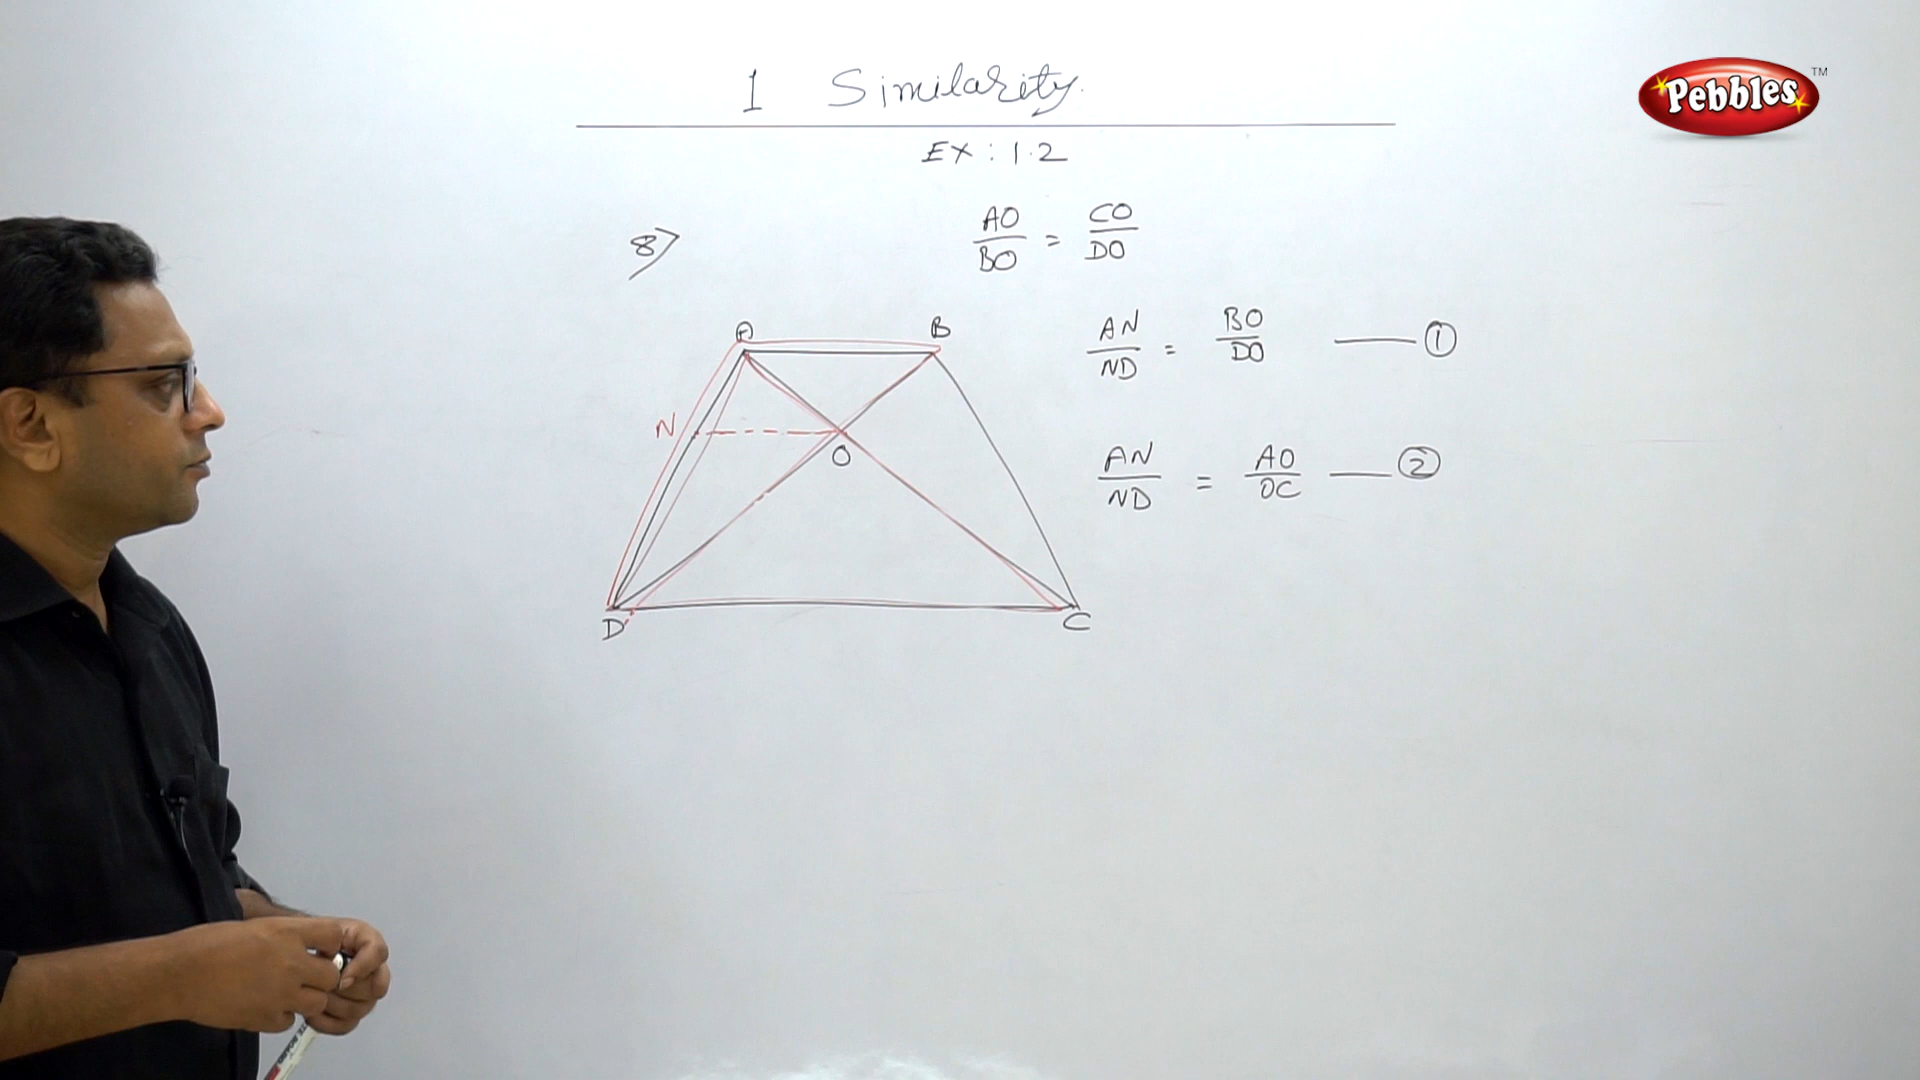 1 Similarity.
Pebbles TM
EX : 1.2
8)
AO/BO = CO/DO
A B
AN/ND = BO/DO —— ①
N
O
AN/ND = AO/OC —— ②
D C